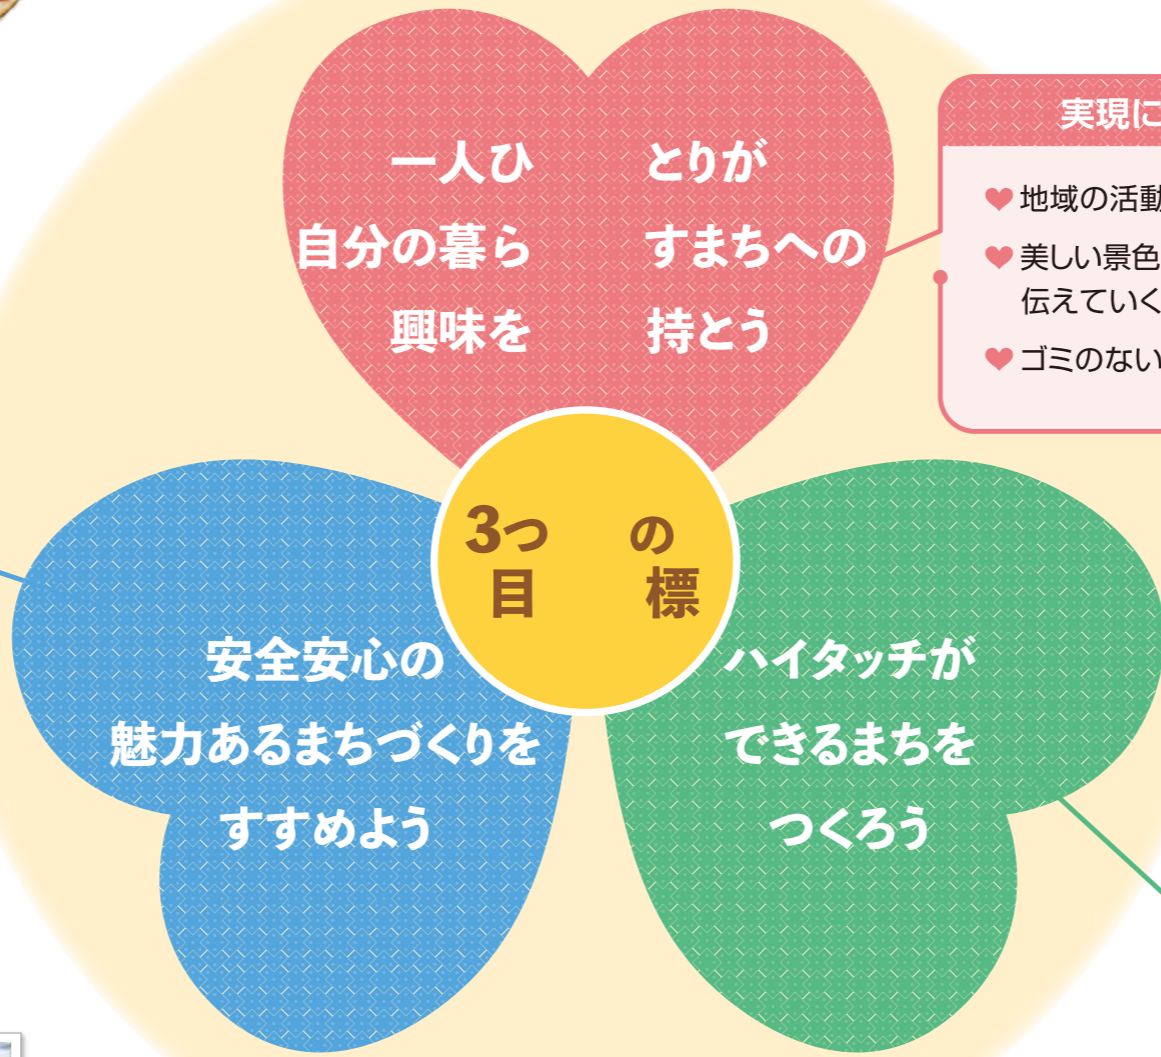 一人ひとりが
自分の暮らすまちへの
興味を持とう
実現に
地域の活動
美しい景色
伝えていく
ゴミのない
3つの
目標
安全安心の
魅力あるまちづくりを
すすめよう
ハイタッチが
できるまちを
つくろう